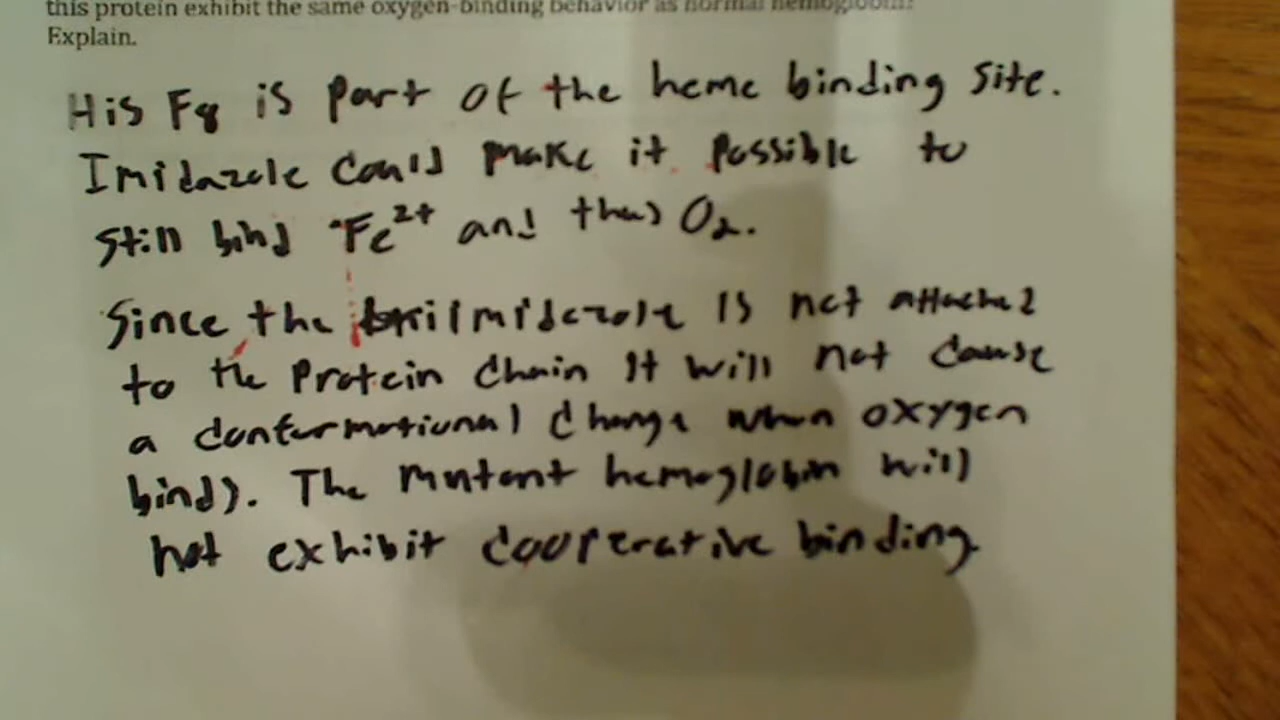 this protein exhibit the same oxygen-binding behavior as normal hemoglobin?
Explain.
His F8 is part of the heme binding site.
Imidazole could make it possible to
still bind Fe2+ and thus O2.
Since the imidazole is not attached
to the protein chain it will not cause
a conformational change when oxygen
binds. The mutant hemoglobin will
not exhibit cooperative binding